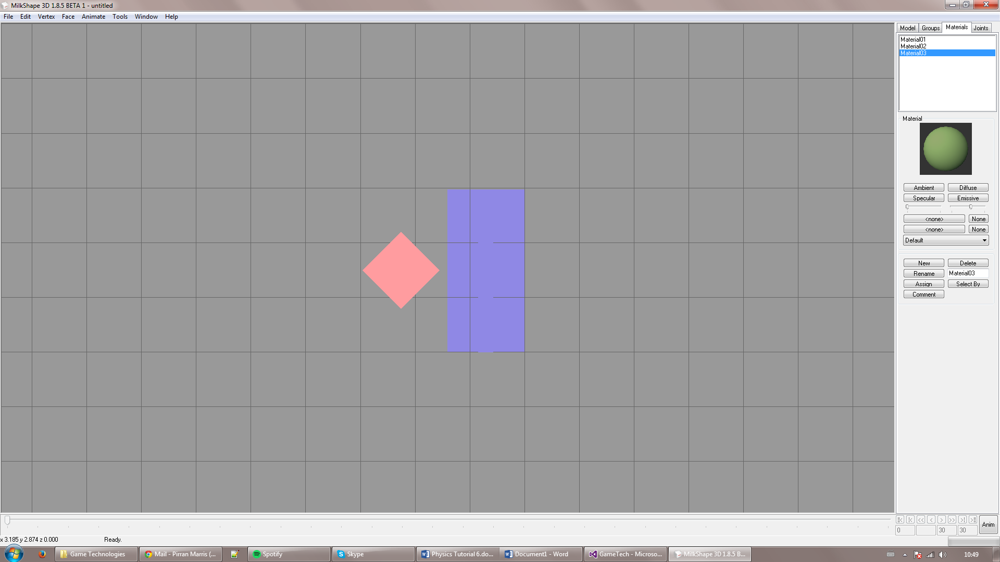 MilkShape 3D 1.8.5 BETA 1 - untitled
File Edit Vertex Face Animate Tools Window Help
Model Groups Materials Joints
Material01
Material02
Material03
Material
Ambient Diffuse
Specular Emissive
<none> None
<none> None
Default
New Delete
Rename Material03
Assign Select By
Comment
Anim
0 30 30
x 3.185 y 2.874 z 0.000 Ready.
Game Technologies Mail - Pirran Marris (... Spotify Skype Physics Tutorial 6.do... Document1 - Word GameTech - Microso... MilkShape 3D 1.8.5 B... 10:49